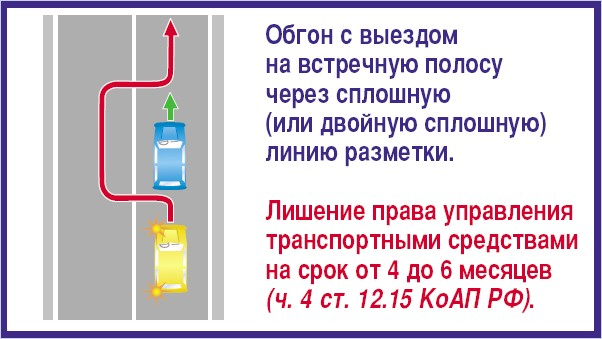 Обгон с выездом
на встречную полосу
через сплошную
(или двойную сплошную)
линию разметки.
Лишение права управления
транспортными средствами
на срок от 4 до 6 месяцев
(ч. 4 ст. 12.15 КоАП РФ).